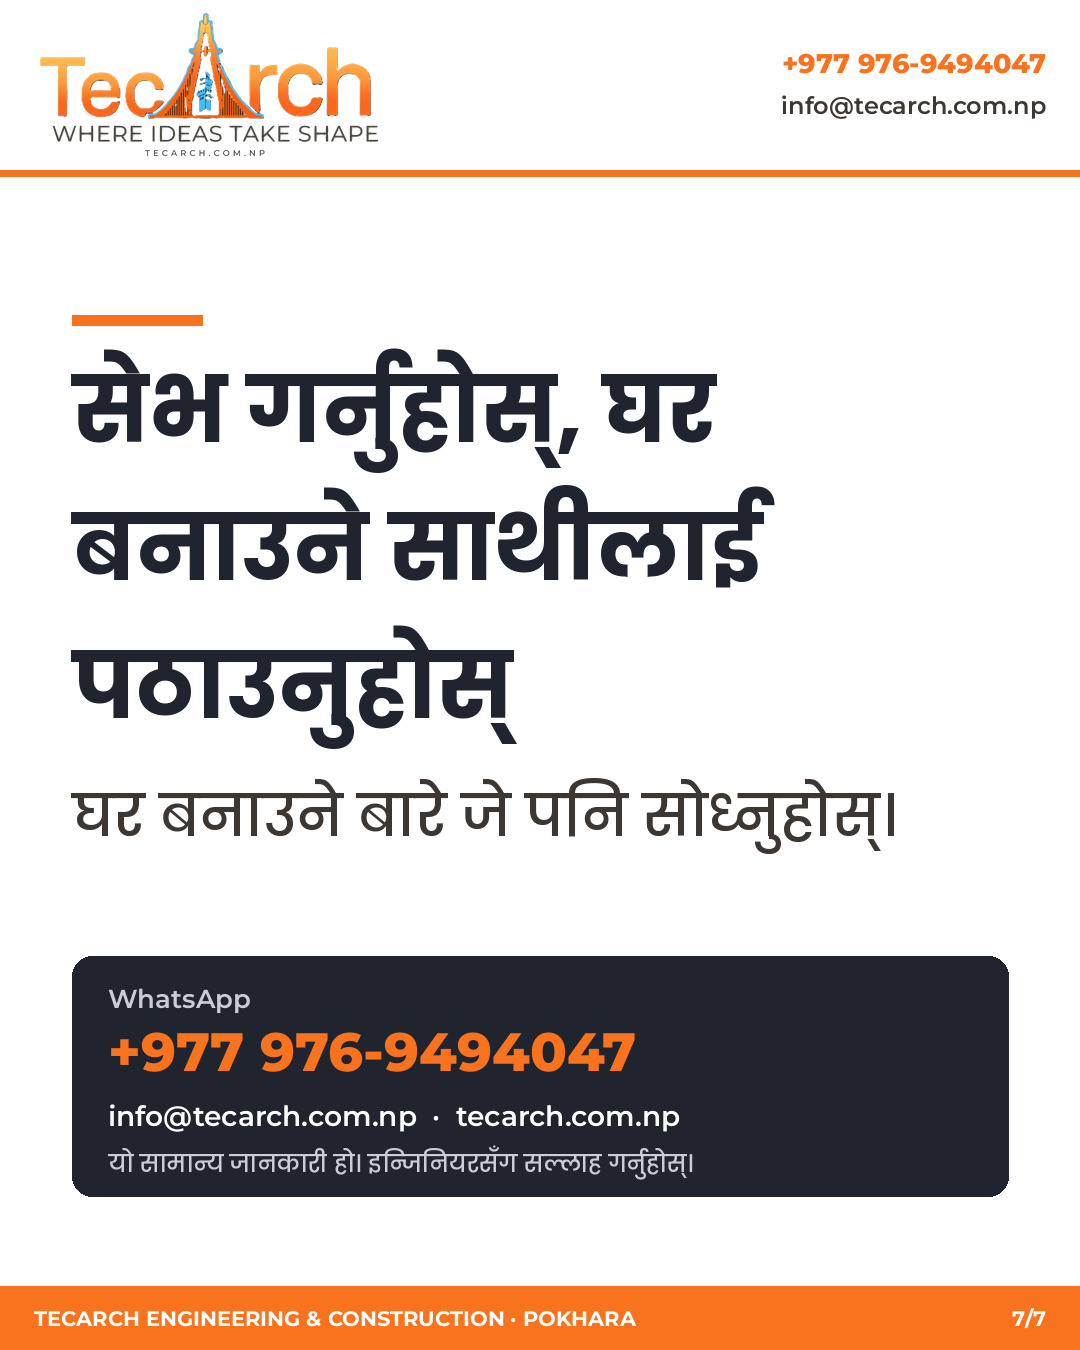 TecArch
WHERE IDEAS TAKE SHAPE
TECARCH.COM.NP
+977 976-9494047
info@tecarch.com.np
सेभ गर्नुहोस्, घर
बनाउने साथीलाई
पठाउनुहोस्
घर बनाउने बारे जे पनि सोध्नुहोस्।
WhatsApp
+977 976-9494047
info@tecarch.com.np · tecarch.com.np
यो सामान्य जानकारी हो। इन्जिनियरसँग सल्लाह गर्नुहोस्।
TECARCH ENGINEERING & CONSTRUCTION · POKHARA
7/7